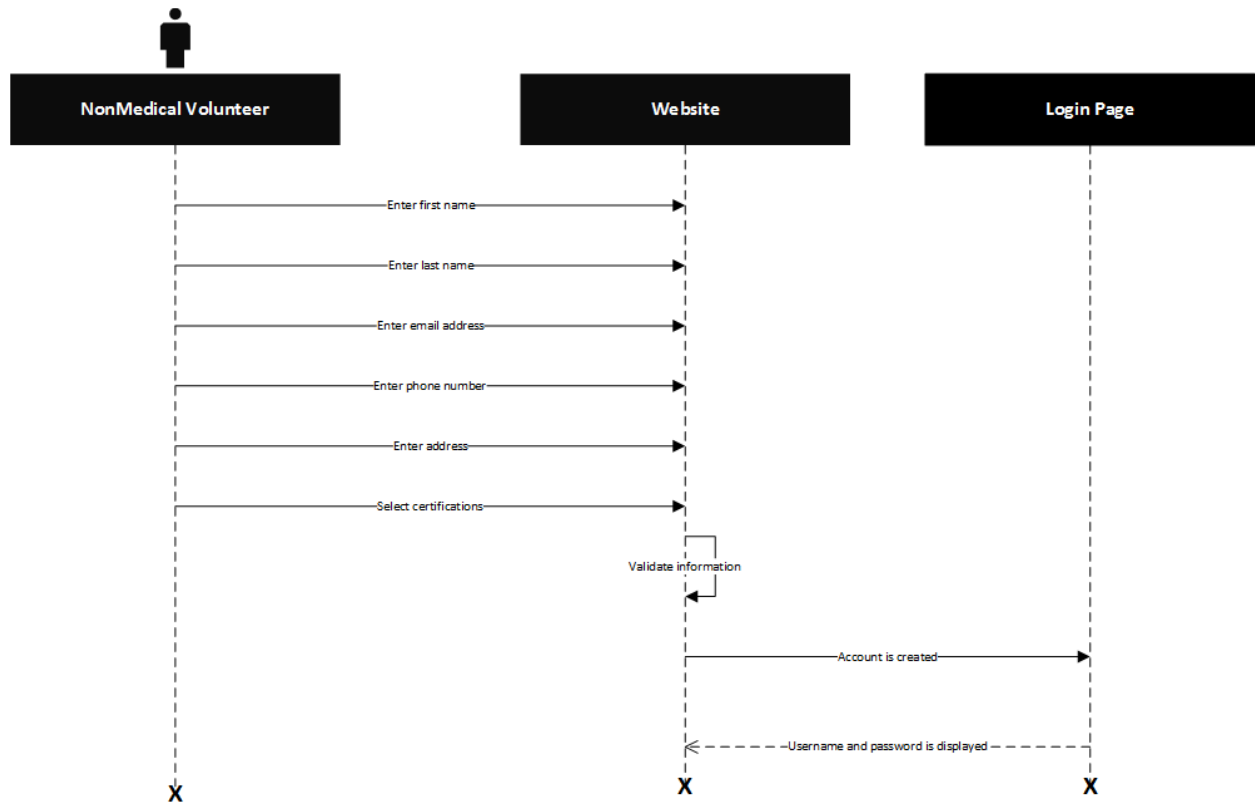 NonMedical Volunteer
Website
Login Page
Enter first name
Enter last name
Enter email address
Enter phone number
Enter address
Select certifications
Validate information
Account is created
Username and password is displayed
X
X
X